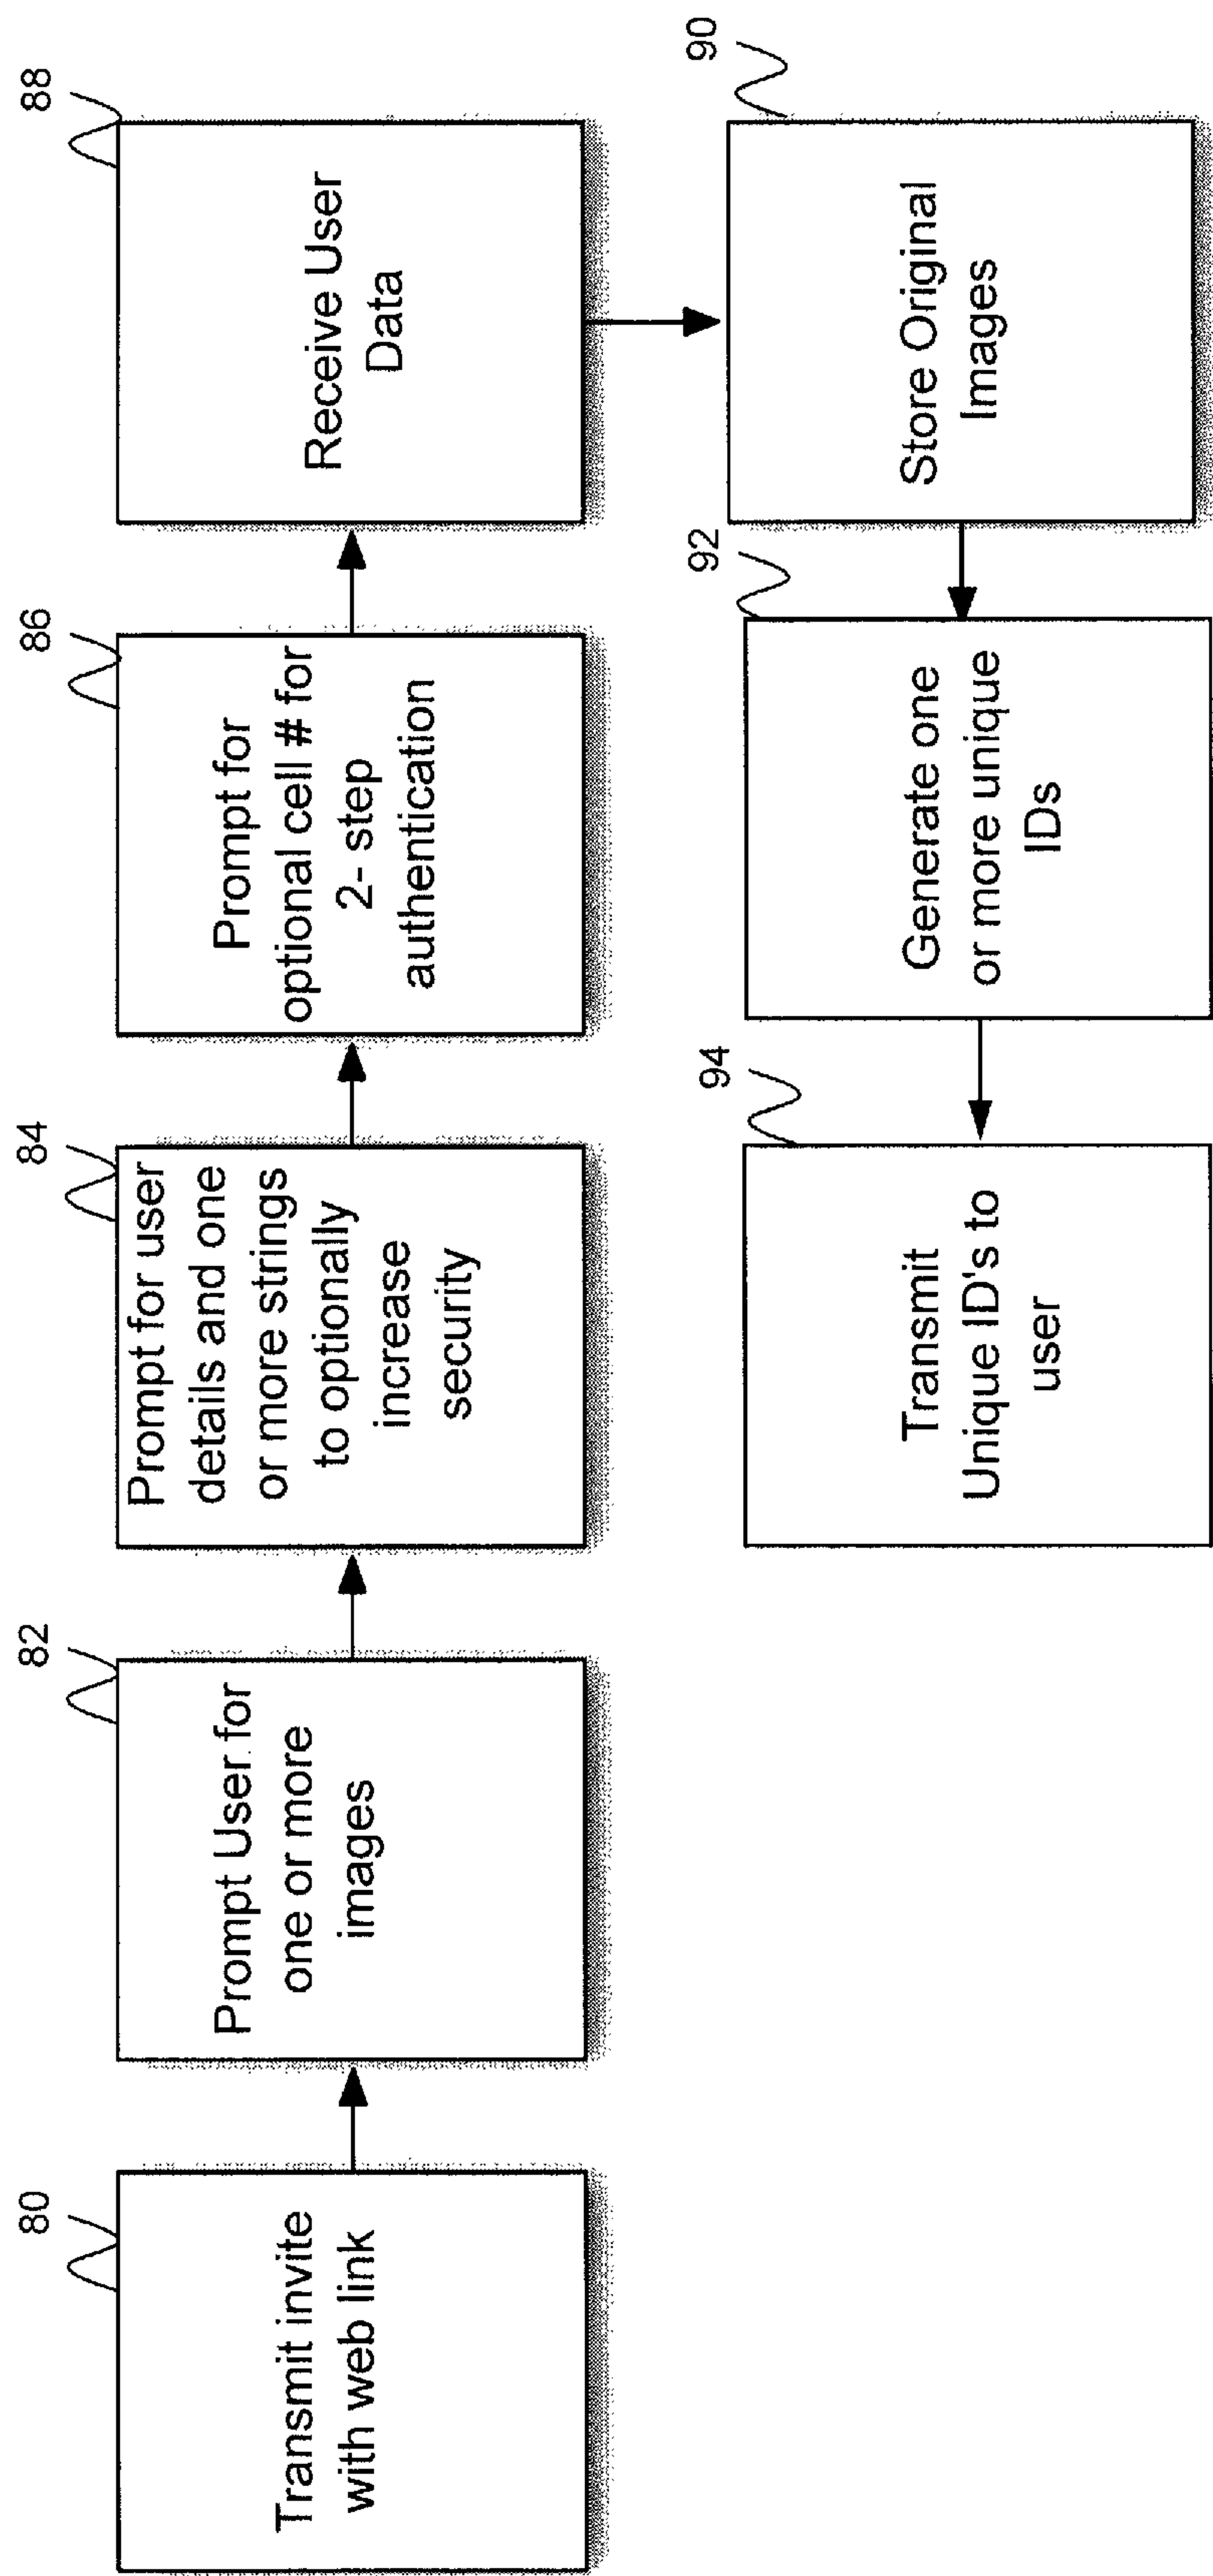 80
Transmit invite
with web link
82
Prompt User for
one or more
images
84
Prompt for user
details and one
or more strings
to optionally
increase
security
86
Prompt for
optional cell # for
2- step
authentication
88
Receive User
Data
90
Store Original
Images
92
Generate one
or more unique
IDs
94
Transmit
Unique ID's to
user